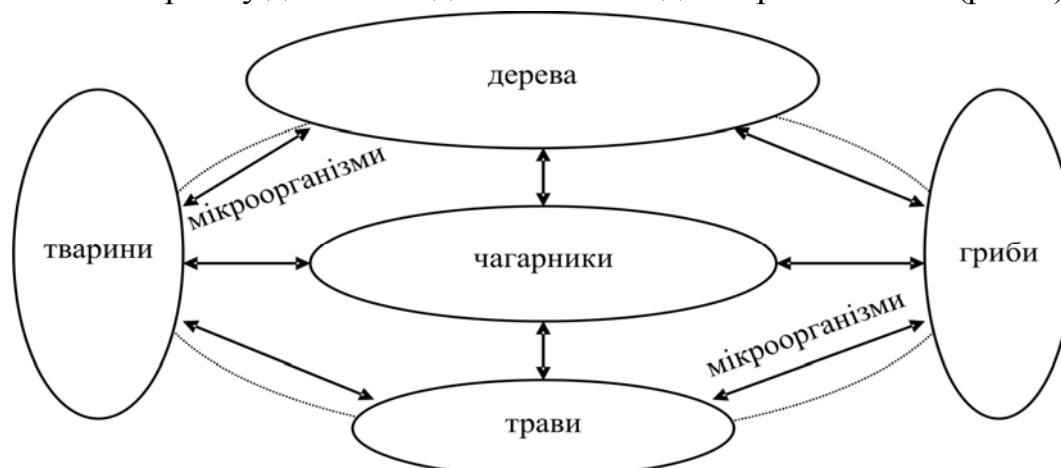 дерева
мікроорганізми
тварини
чагарники
гриби
мікроорганізми
трави